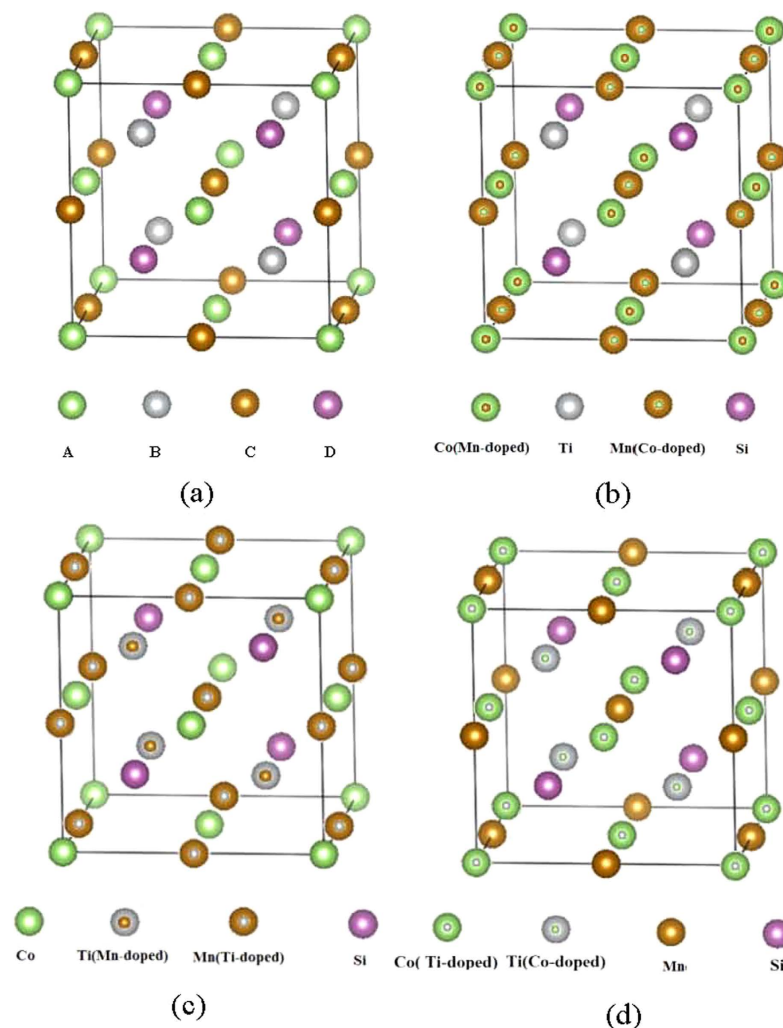 A B C D
(a)
Co(Mn-doped) Ti Mn(Co-doped) Si
(b)
Co Ti(Mn-doped) Mn(Ti-doped) Si
(c)
Co( Ti-doped) Ti(Co-doped) Mn Si
(d)